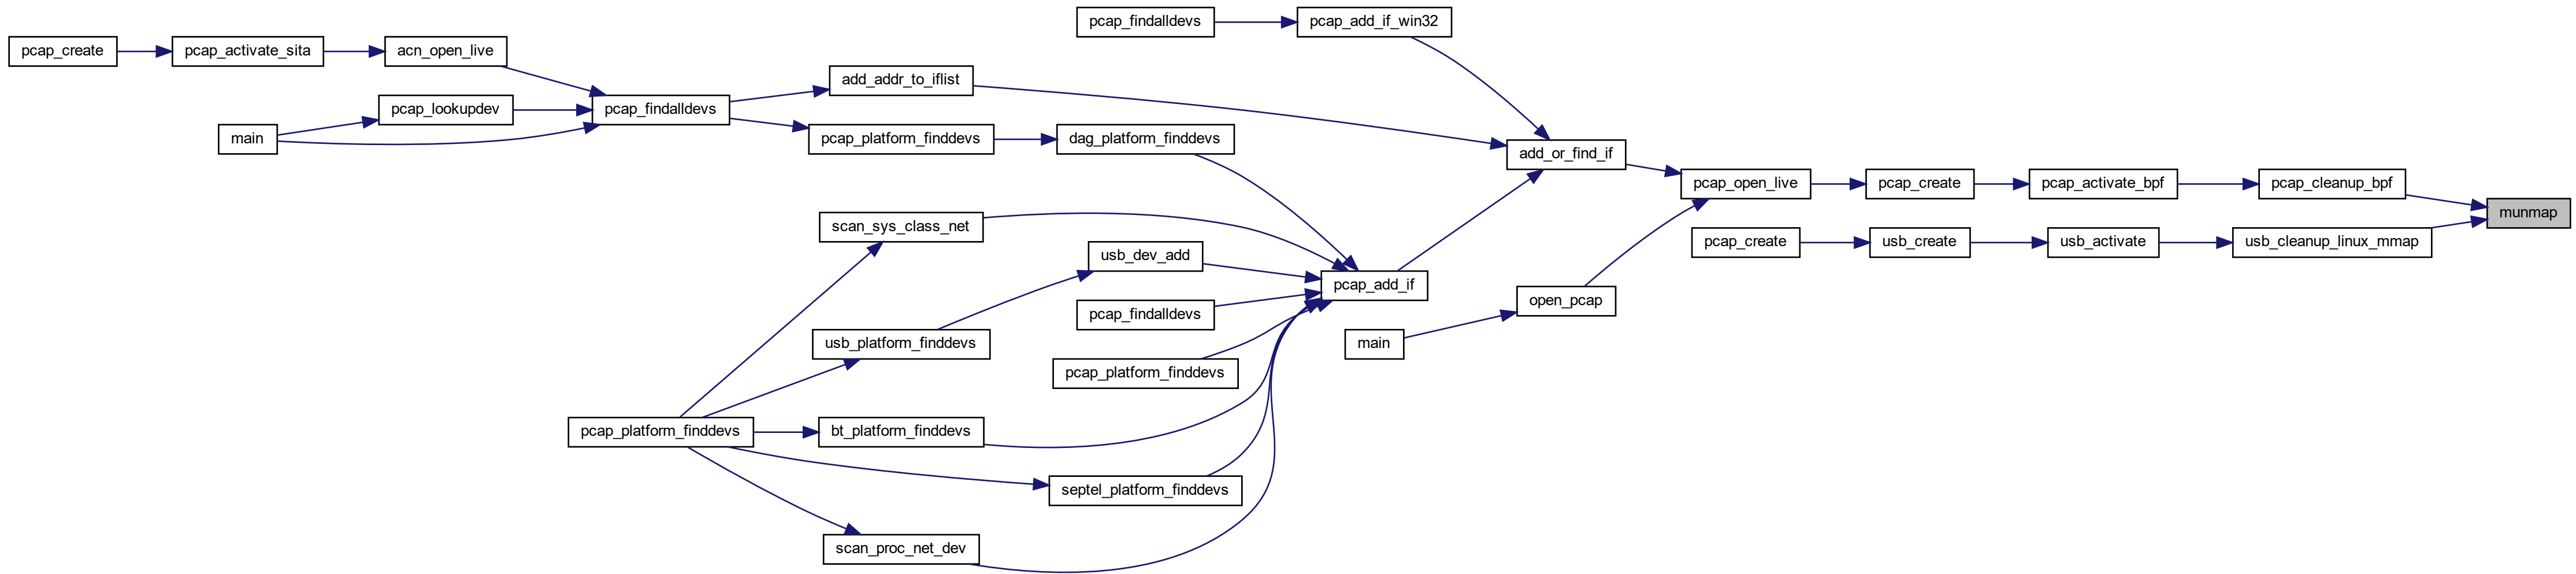 pcap_findalldevs
pcap_add_if_win32
pcap_create
pcap_activate_sita
acn_open_live
add_addr_to_iflist
pcap_lookupdev
pcap_findalldevs
main
pcap_platform_finddevs
dag_platform_finddevs
add_or_find_if
pcap_open_live
pcap_create
pcap_activate_bpf
pcap_cleanup_bpf
munmap
scan_sys_class_net
pcap_create
usb_create
usb_activate
usb_cleanup_linux_mmap
usb_dev_add
pcap_add_if
open_pcap
pcap_findalldevs
usb_platform_finddevs
main
pcap_platform_finddevs
pcap_platform_finddevs
bt_platform_finddevs
septel_platform_finddevs
scan_proc_net_dev